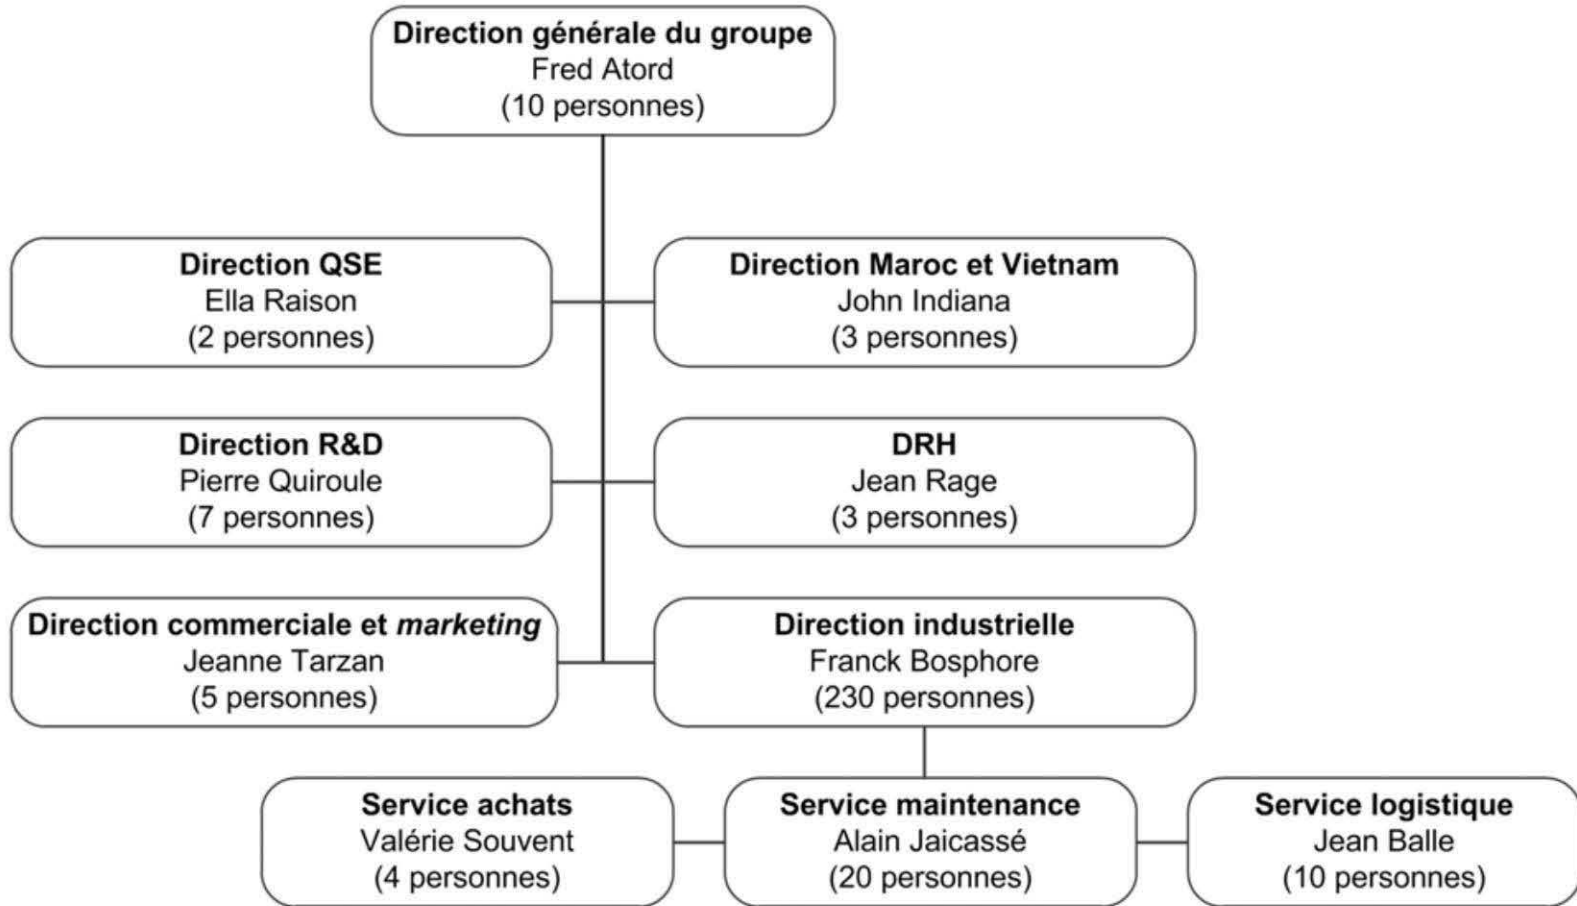 Direction générale du groupe
Fred Atord
(10 personnes)
Direction QSE
Ella Raison
(2 personnes)
Direction Maroc et Vietnam
John Indiana
(3 personnes)
Direction R&D
Pierre Quiroule
(7 personnes)
DRH
Jean Rage
(3 personnes)
Direction commerciale et marketing
Jeanne Tarzan
(5 personnes)
Direction industrielle
Franck Bosphore
(230 personnes)
Service achats
Valérie Souvent
(4 personnes)
Service maintenance
Alain Jaicassé
(20 personnes)
Service logistique
Jean Balle
(10 personnes)